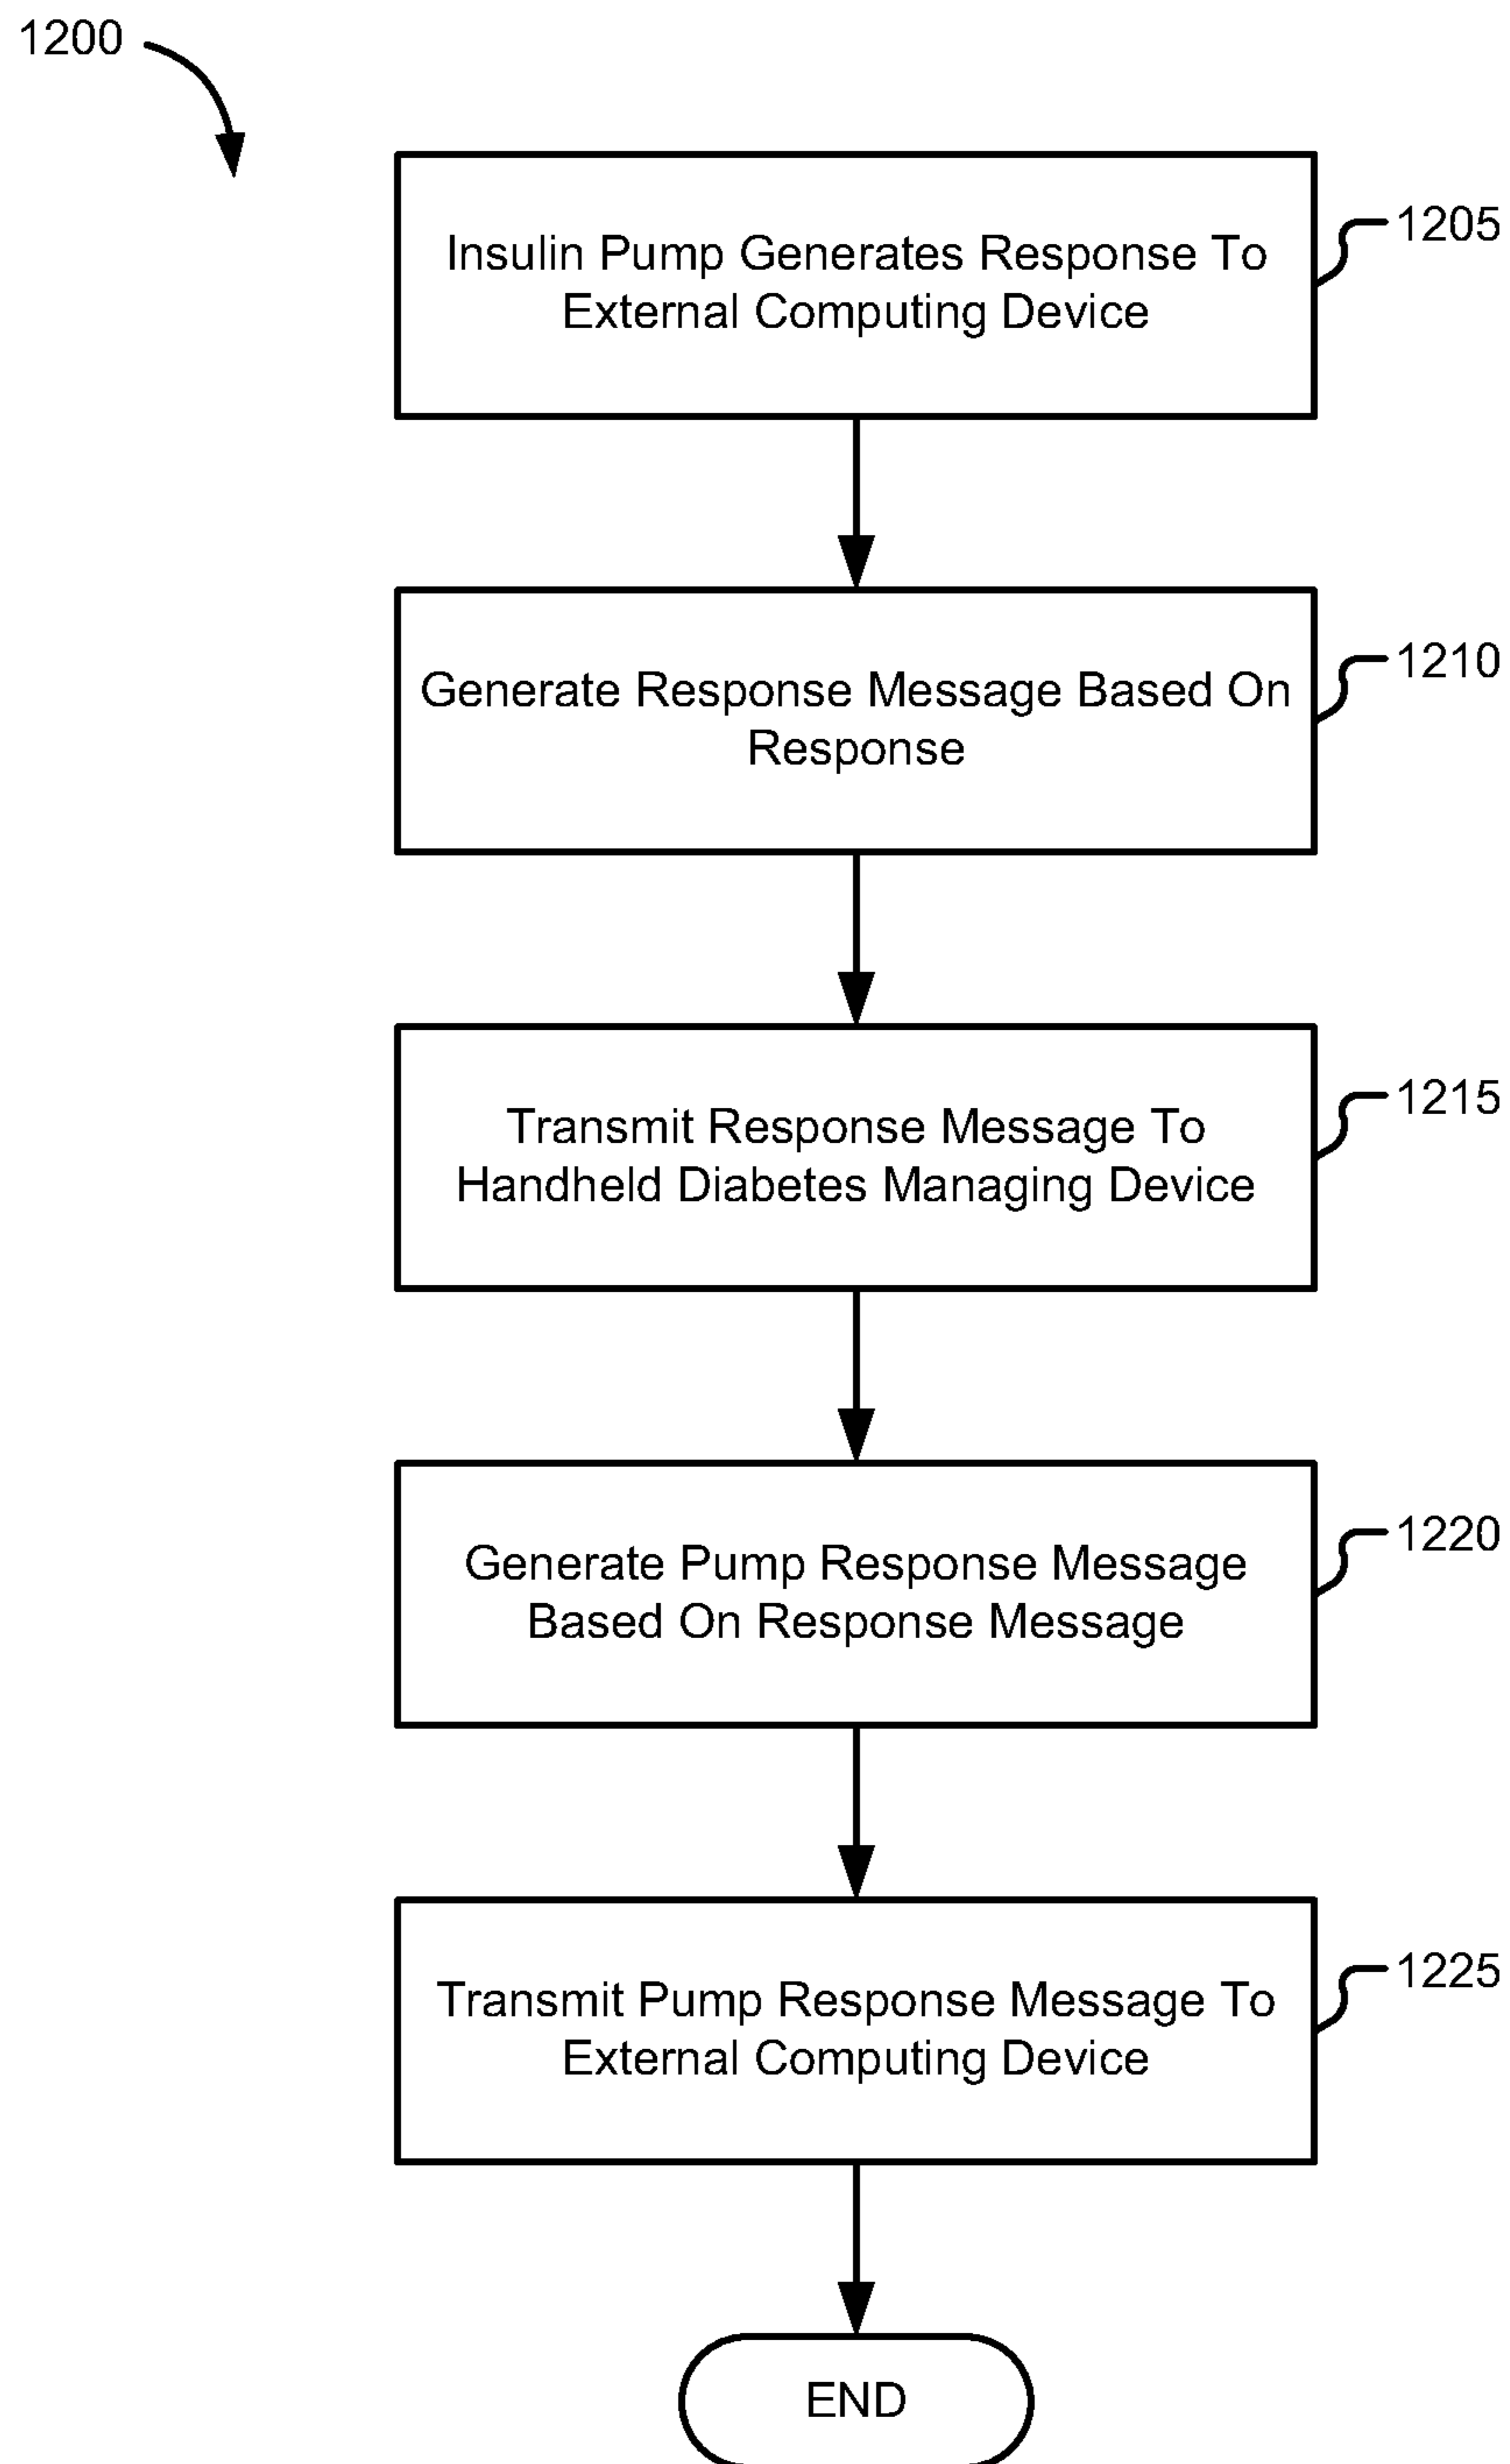 1200
Insulin Pump Generates Response To
External Computing Device
1205
Generate Response Message Based On
Response
1210
Transmit Response Message To
Handheld Diabetes Managing Device
1215
Generate Pump Response Message
Based On Response Message
1220
Transmit Pump Response Message To
External Computing Device
1225
END